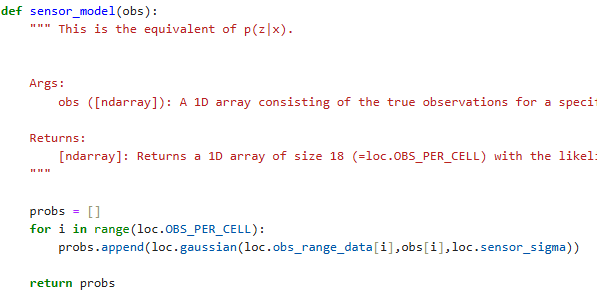 def sensor_model(obs):
""" This is the equivalent of p(z|x).
Args:
obs ([ndarray]): A 1D array consisting of the true observations for a
Returns:
[ndarray]: Returns a 1D array of size 18 (=loc.OBS_PER_CELL) with the
"""
probs = []
for i in range(loc.OBS_PER_CELL):
probs.append(loc.gaussian(loc.obs_range_data[i],obs[i],loc.sensor_sigma))
return probs